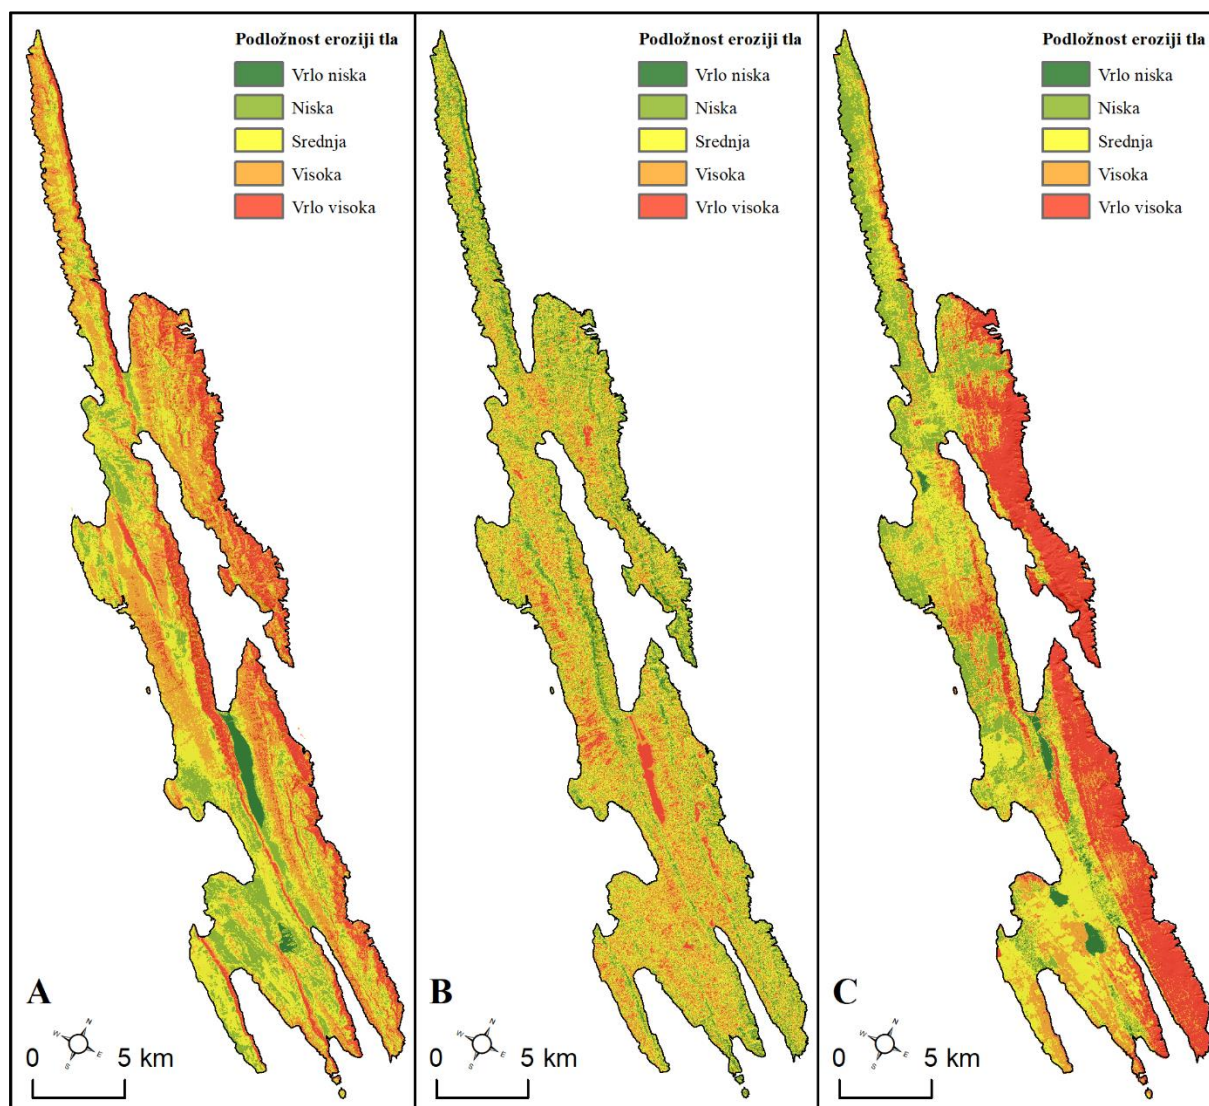 Podložnost eroziji tla
Vrlo niska
Niska
Srednja
Visoka
Vrlo visoka
A
N
W
E
S
0 5 km
Podložnost eroziji tla
Vrlo niska
Niska
Srednja
Visoka
Vrlo visoka
B
N
W
E
S
0 5 km
Podložnost eroziji tla
Vrlo niska
Niska
Srednja
Visoka
Vrlo visoka
C
N
W
E
S
0 5 km